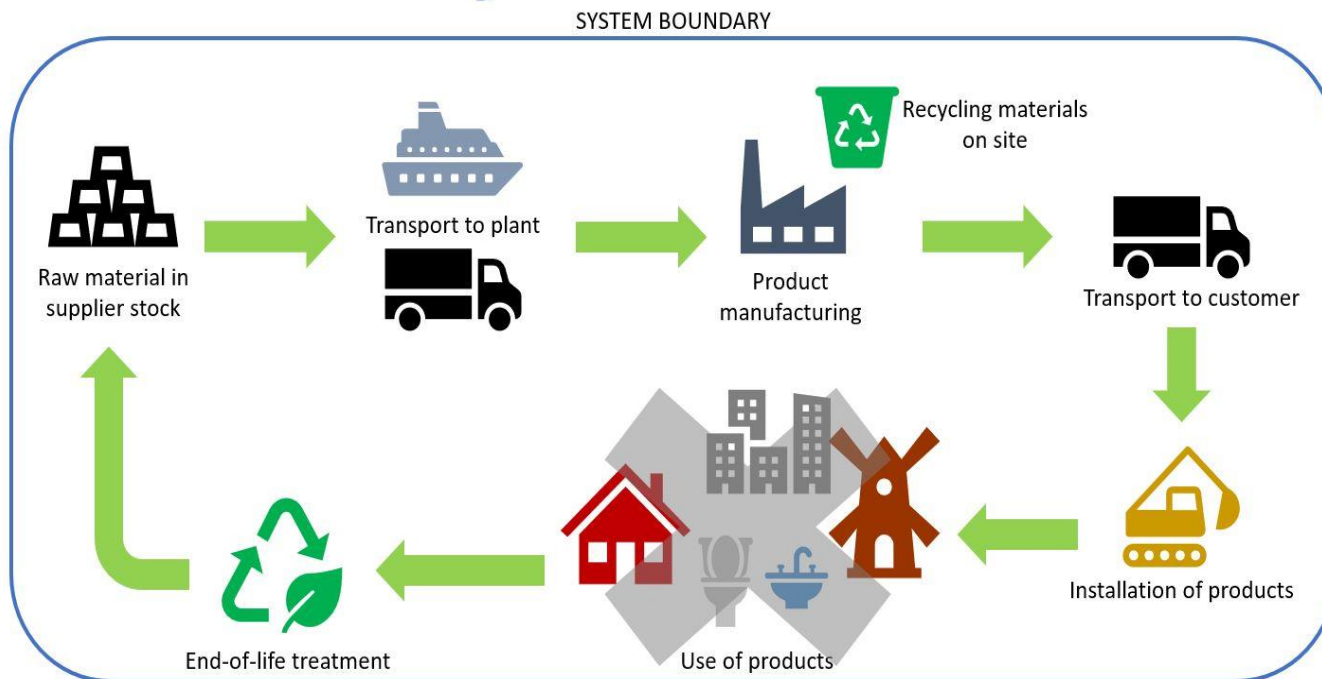 SYSTEM BOUNDARY
Recycling materials
on site
Transport to plant
Raw material in
supplier stock
Product
manufacturing
Transport to customer
Installation of products
Use of products
End-of-life treatment